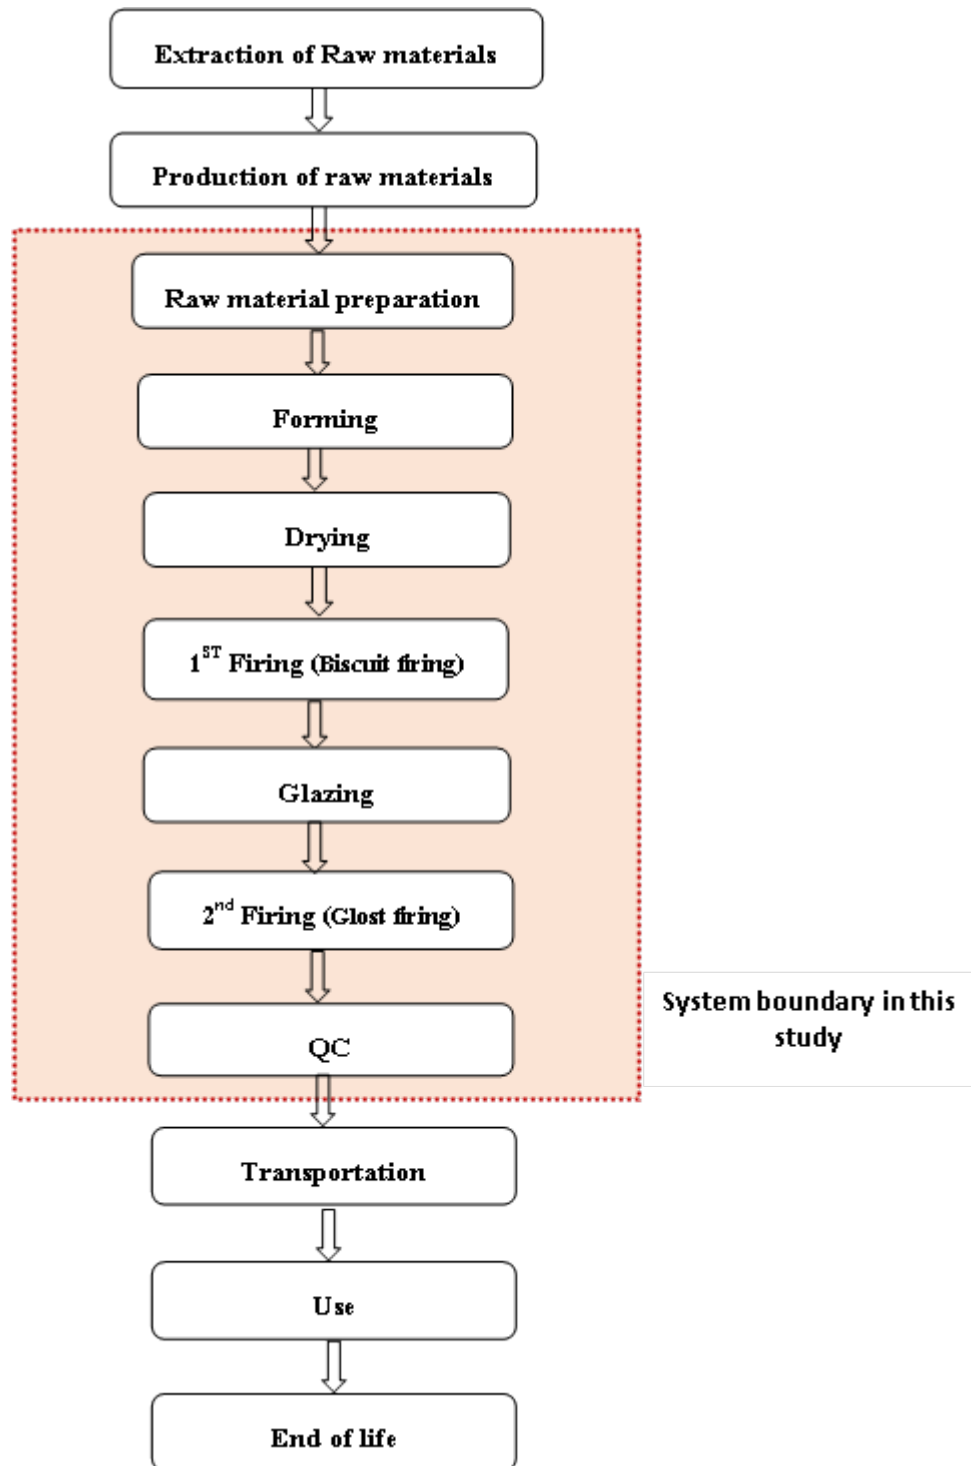 Extraction of Raw materials
Production of raw materials
Raw material preparation
Forming
Drying
1ST Firing (Biscuit firing)
Glazing
2nd Firing (Glost firing)
QC
System boundary in this
study
Transportation
Use
End of life